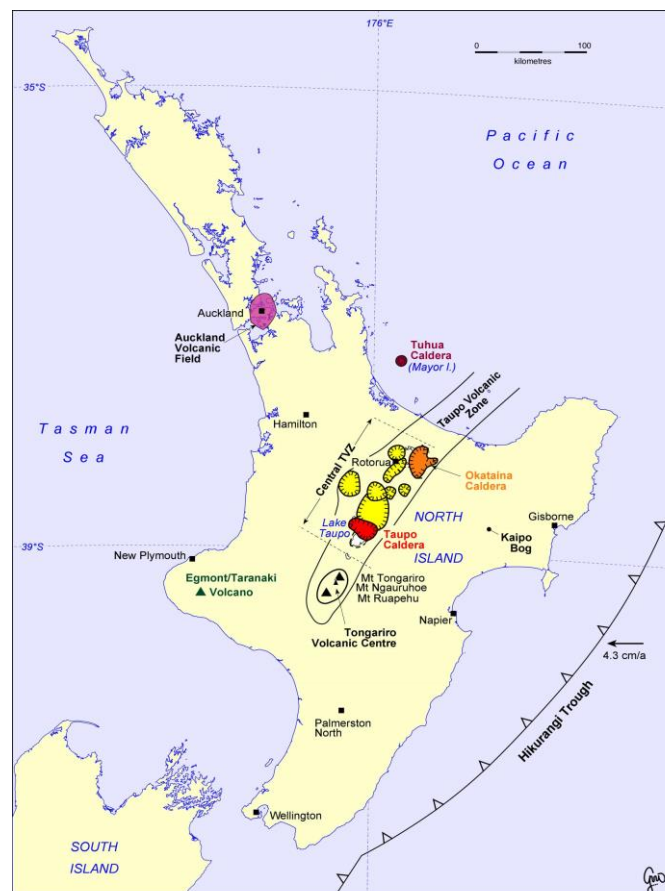 176°E
0
100
kilometres
35°S
Pacific
Ocean
Auckland
Auckland
Volcanic
Field
Tuhua
Caldera
(Mayor I.)
Taupo Volcanic
Zone
Tasman
Sea
Hamilton
Central TVZ
Rotorua
Okataina
Caldera
Lake
Taupo
NORTH
ISLAND
Taupo
Caldera
Gisborne
Kaipo
Bog
39°S
New Plymouth
Egmont/Taranaki
Volcano
Mt Tongariro
Mt Ngauruhoe
Mt Ruapehu
Napier
Tongariro
Volcanic Centre
4.3 cm/a
Hikurangi Trough
Palmerston
North
Wellington
SOUTH
ISLAND